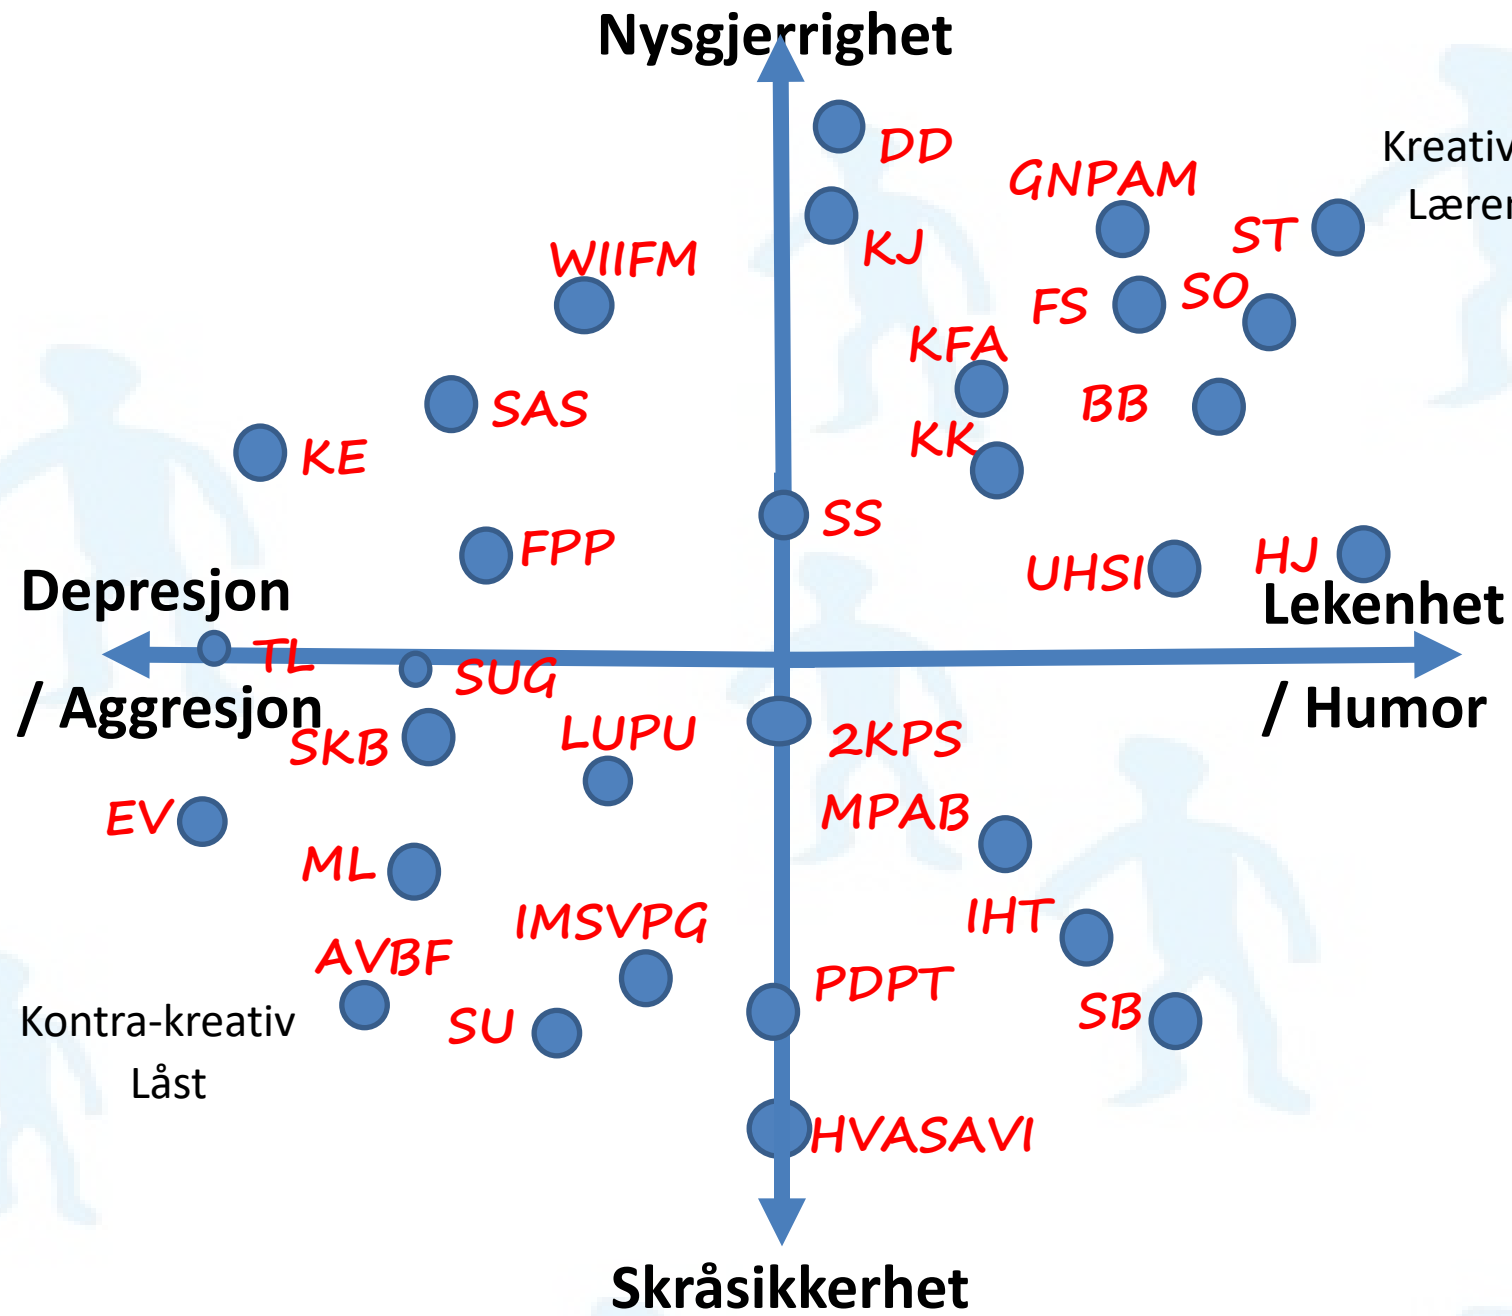 Nysgjerrighet
DD
Kreativ
GNPAM
Lærer
ST
KJ
WIIFM
SO
FS
KFA
BB
SAS
KK
KE
SS
FPP
UHSI
HJ
Depresjon
Lekenhet
TL
SUG
/ Aggresjon
/ Humor
LUPU
SKB
2KPS
MPAB
EV
ML
IHT
IMSVPG
AVBF
PDPT
SB
Kontra-kreativ
SU
Låst
HVASAVI
Skråsikkerhet